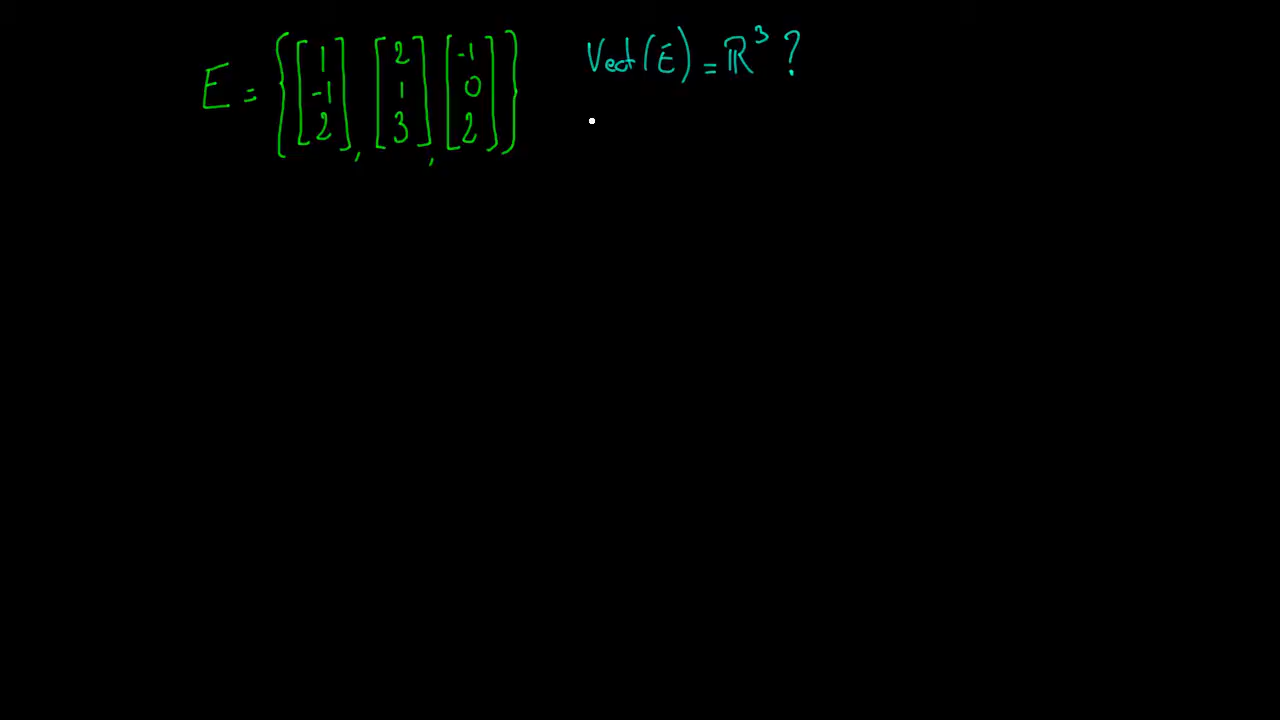 E = { [1 -1 2], [2 1 3], [-1 0 2] } Vect(E) = ℝ³ ?